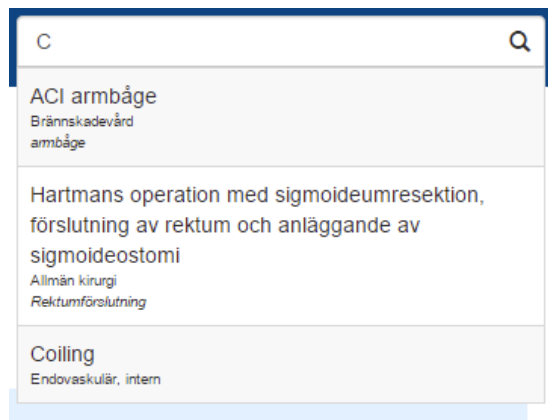 C
ACI armbåge
Brännskadevård
armbåge
Hartmans operation med sigmoideumresektion,
förslutning av rektum och anläggande av
sigmoideostomi
Allmän kirurgi
Rektumförslutning
Coiling
Endovaskulär, intern